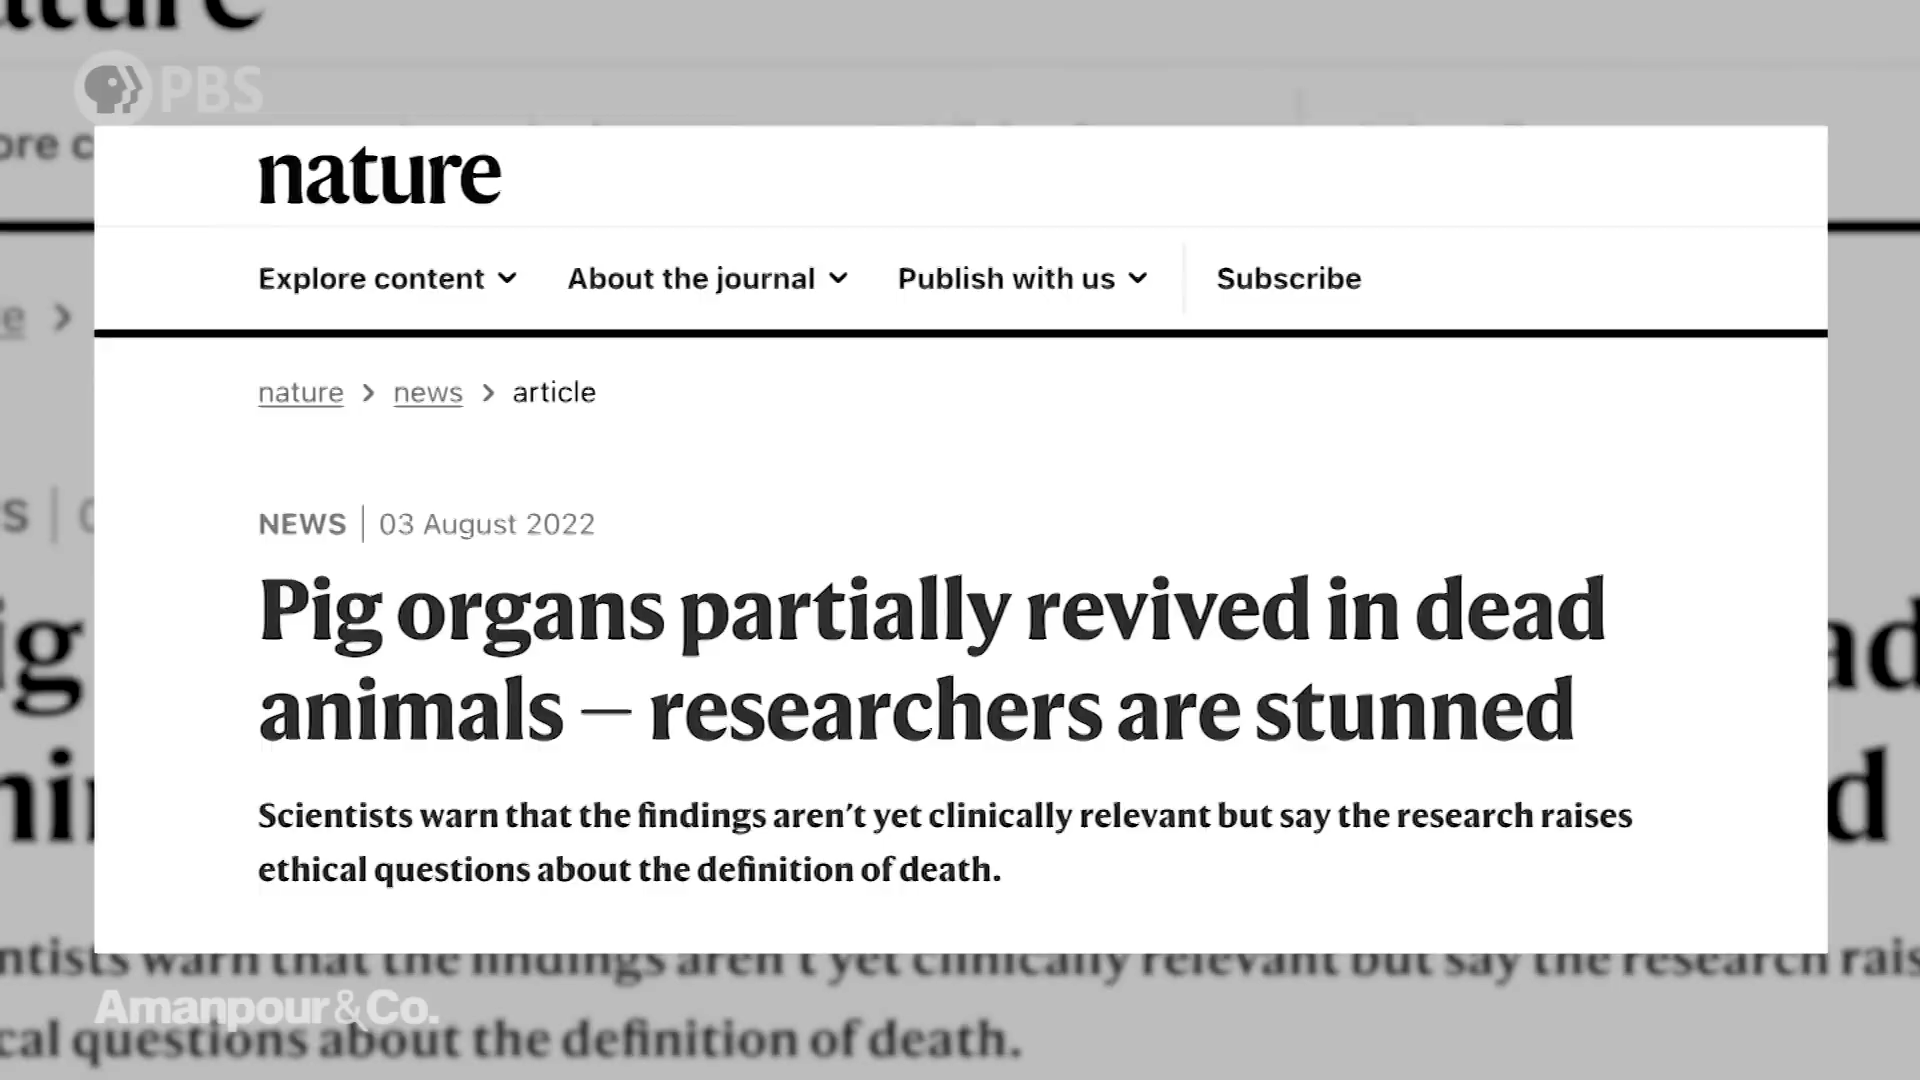 PBS
nature
Explore content About the journal Publish with us Subscribe
nature > news > article
NEWS | 03 August 2022
Pig organs partially revived in dead
animals — researchers are stunned
Scientists warn that the findings aren’t yet clinically relevant but say the research raises
ethical questions about the definition of death.
Amanpour&Co.